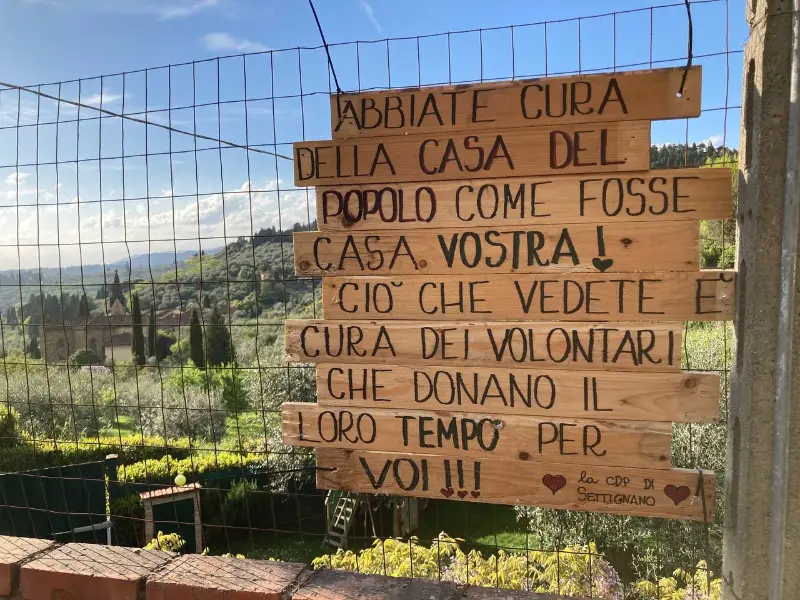 ABBIATE CURA
DELLA CASA DEL
POPOLO COME FOSSE
CASA VOSTRA!
CIO' CHE VEDETE E'
CURA DEI VOLONTARI
CHE DONANO IL
LORO TEMPO PER
VOI!!!
la CDP DI
SETTIGNANO